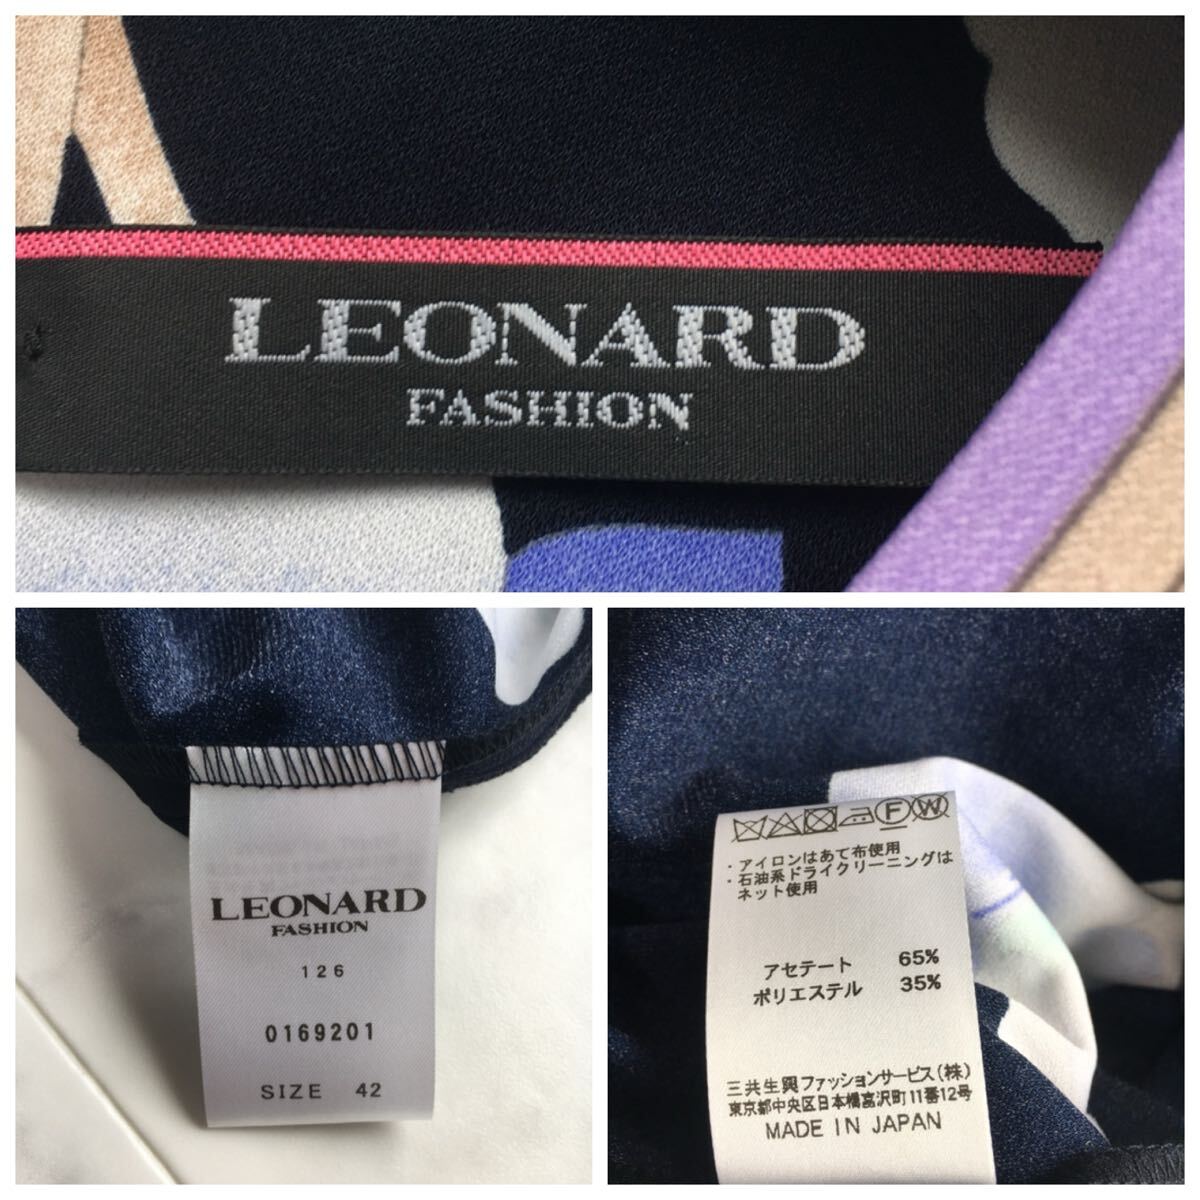 LEONARD
FASHION
LEONARD
FASHION
126
0169201
SIZE 42
F W
・アイロンはあて布使用
・石油系ドライクリーニングは
ネット使用
アセテート 65%
ポリエステル 35%
三共生興ファッションサービス(株)
東京都中央区日本橋富沢町11番12号
MADE IN JAPAN